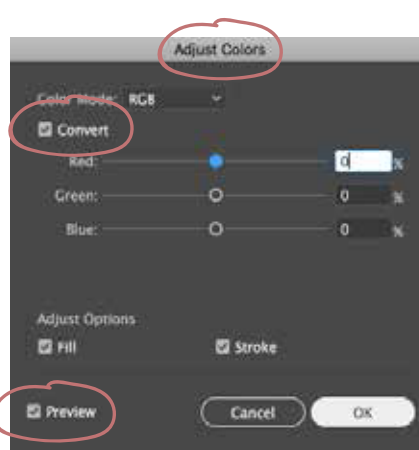 Adjust Colors
Color Mode: RGB
Convert
Red: 0 %
Green: 0 %
Blue: 0 %
Adjust Options
Fill Stroke
Preview Cancel OK